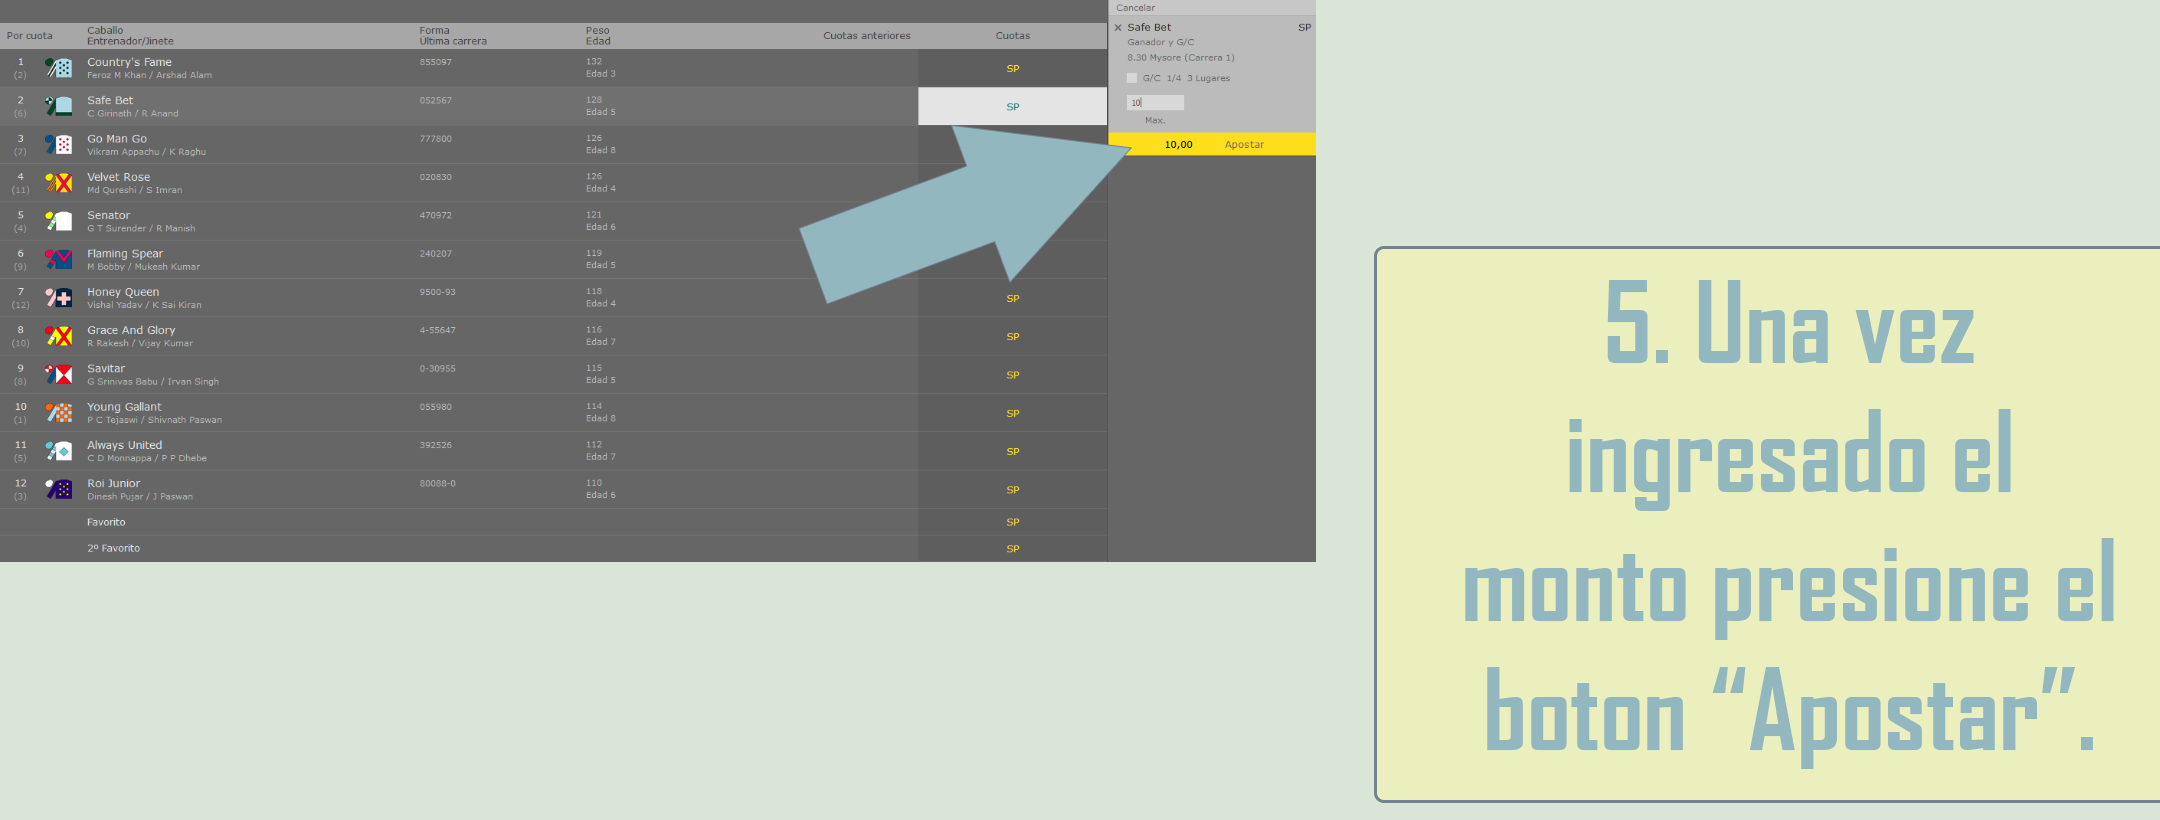 Cancelar
Por cuota Caballo Entrenador/Jinete Forma Última carrera Peso Edad Cuotas anteriores Cuotas
1 (2) Country's Fame Feroz M Khan / Arshad Alam 855097 132 Edad 3 SP
2 (6) Safe Bet C Girinath / R Anand 052567 128 Edad 5 SP
3 (7) Go Man Go Vikram Appachu / K Raghu 777800 126 Edad 8
4 (11) Velvet Rose Md Qureshi / S Imran 020830 126 Edad 4
5 (4) Senator G T Surender / R Manish 470972 121 Edad 6
6 (9) Flaming Spear M Bobby / Mukesh Kumar 240207 119 Edad 5
7 (12) Honey Queen Vishal Yadav / K Sai Kiran 9500-93 118 Edad 4 SP
8 (10) Grace And Glory R Rakesh / Vijay Kumar 4-55647 116 Edad 7 SP
9 (8) Savitar G Srinivas Babu / Irvan Singh 0-30955 115 Edad 5 SP
10 (1) Young Gallant P C Tejaswi / Shivnath Paswan 055980 114 Edad 8 SP
11 (5) Always United C D Monnappa / P P Dhebe 392526 112 Edad 7 SP
12 (3) Roi Junior Dinesh Pujar / J Paswan 80088-0 110 Edad 6 SP
Favorito SP
2º Favorito SP
Safe Bet SP
Ganador y G/C
8.30 Mysore (Carrera 1)
G/C 1/4 3 Lugares
10
Max.
10,00 Apostar
5. Una vez
ingresado el
monto presione el
boton “Apostar”.